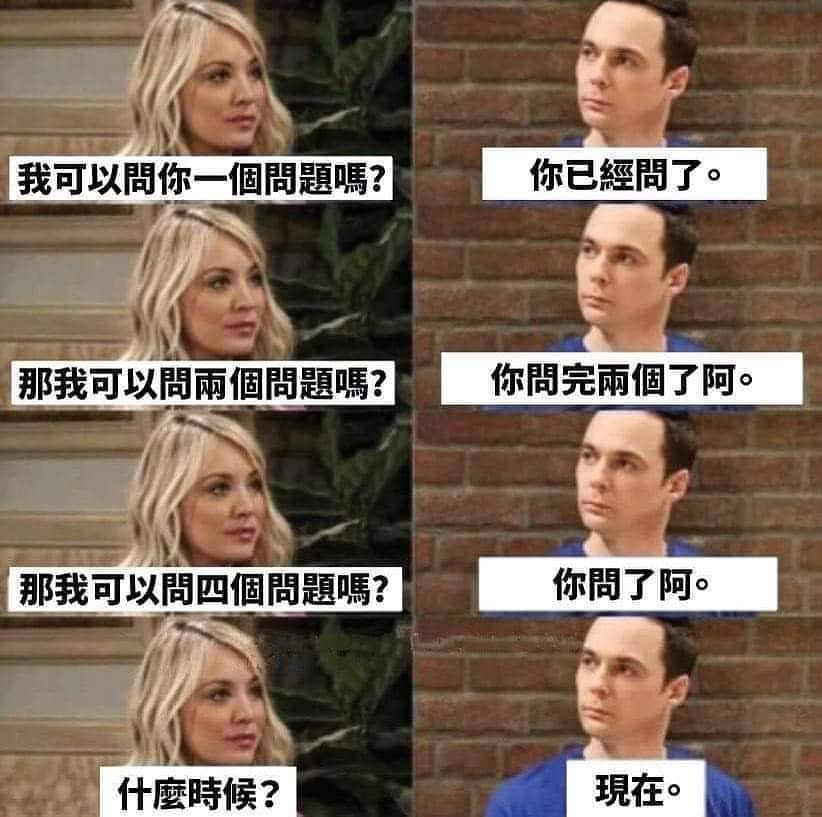 我可以問你一個問題嗎?
你已經問了。
那我可以問兩個問題嗎?
你問完兩個了阿。
那我可以問四個問題嗎?
你問了阿。
什麼時候?
現在。